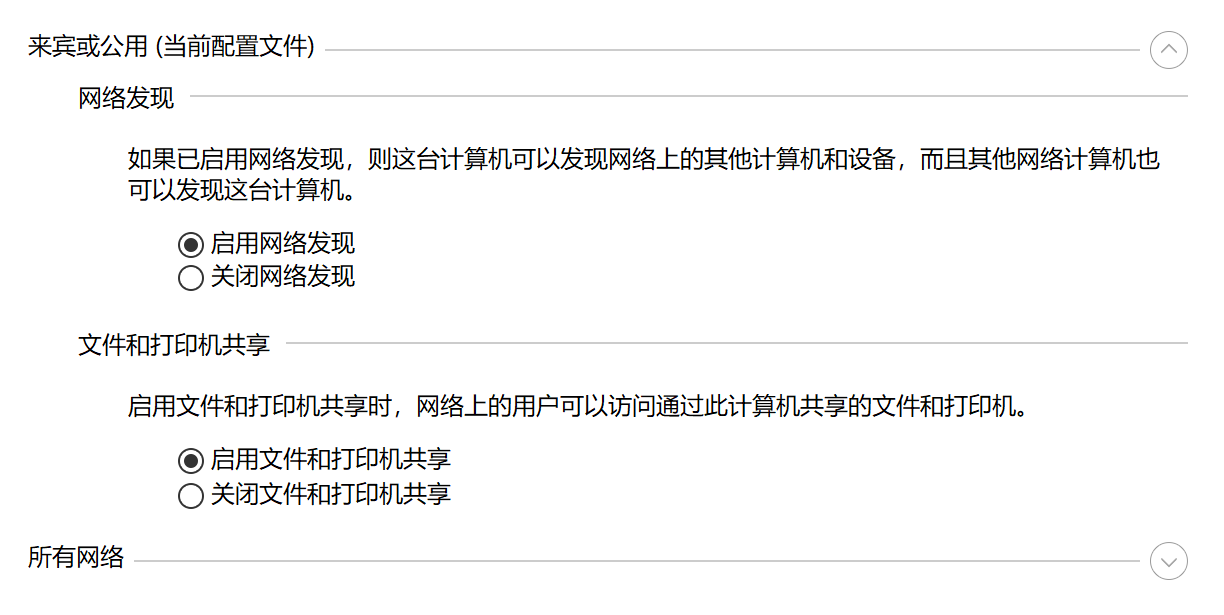 来宾或公用 (当前配置文件)
网络发现
如果已启用网络发现，则这台计算机可以发现网络上的其他计算机和设备，而且其他网络计算机也
可以发现这台计算机。
启用网络发现
关闭网络发现
文件和打印机共享
启用文件和打印机共享时，网络上的用户可以访问通过此计算机共享的文件和打印机。
启用文件和打印机共享
关闭文件和打印机共享
所有网络